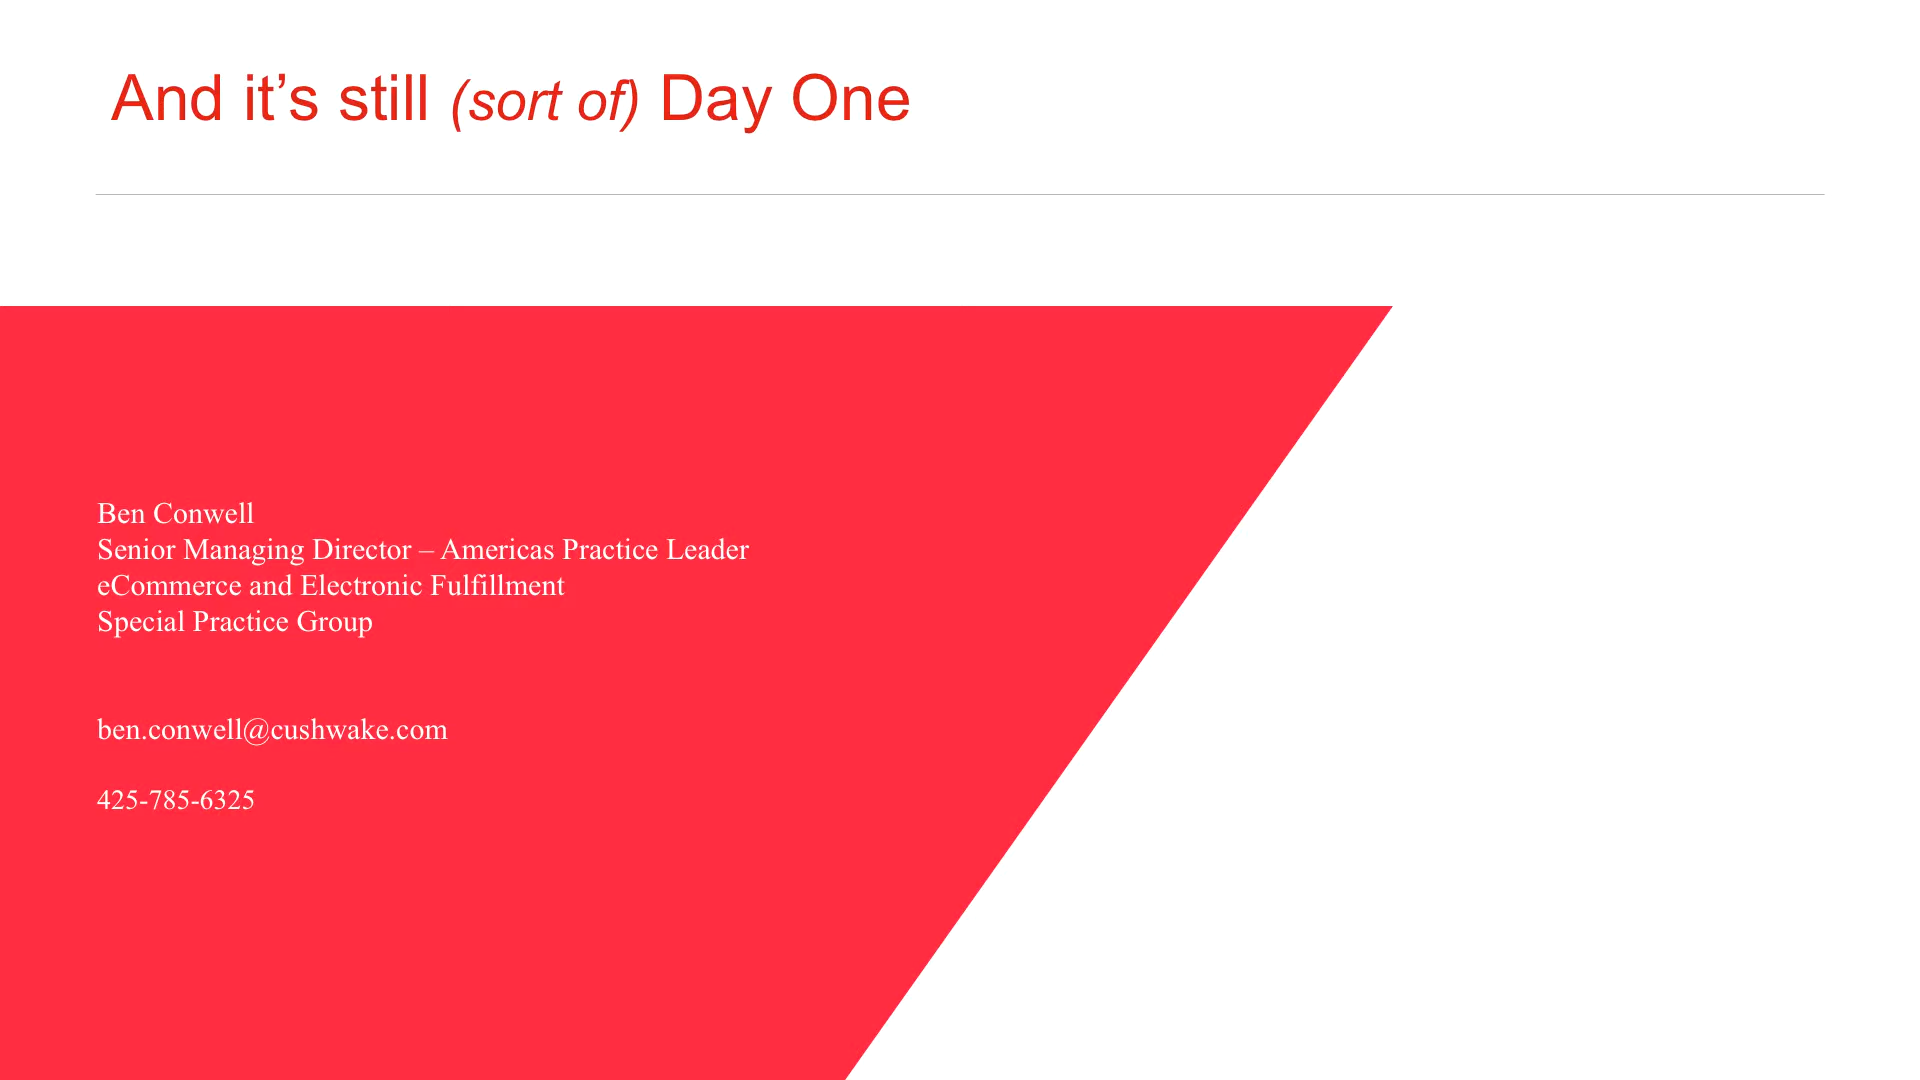 And it’s still (sort of) Day One
Ben Conwell
Senior Managing Director – Americas Practice Leader
eCommerce and Electronic Fulfillment
Special Practice Group
ben.conwell@cushwake.com
425-785-6325